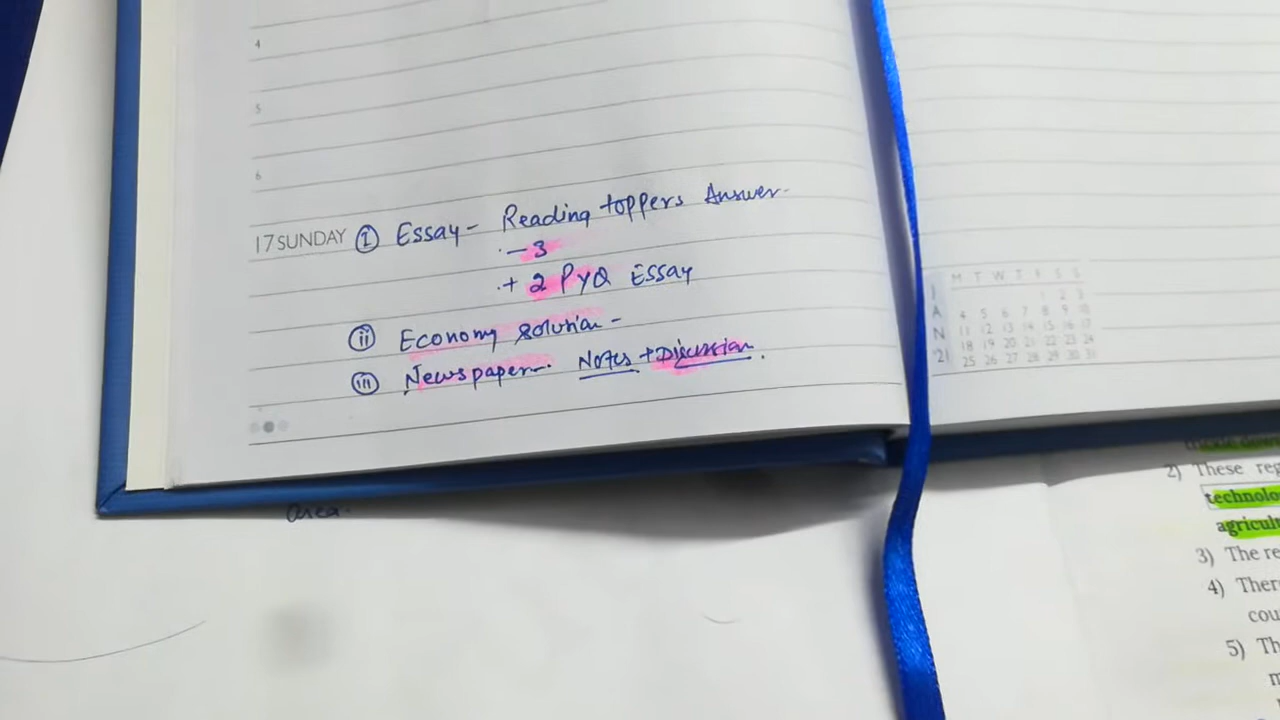 4
5
6
17 SUNDAY (i) Essay - Reading toppers Answer -
- 3
+ 2 PYQ Essay
(ii) Economy solution -
(iii) Newspaper - Notes + Discussion.
area.
M T W T F S S
J 1 2 3
A 4 5 6 7 8 9 10
N 11 12 13 14 15 16 17
18 19 20 21 22 23 24
'21 25 26 27 28 29 30 31
2) These rep
technolo
agricult
3) The re
4) Ther
cou
5) Th